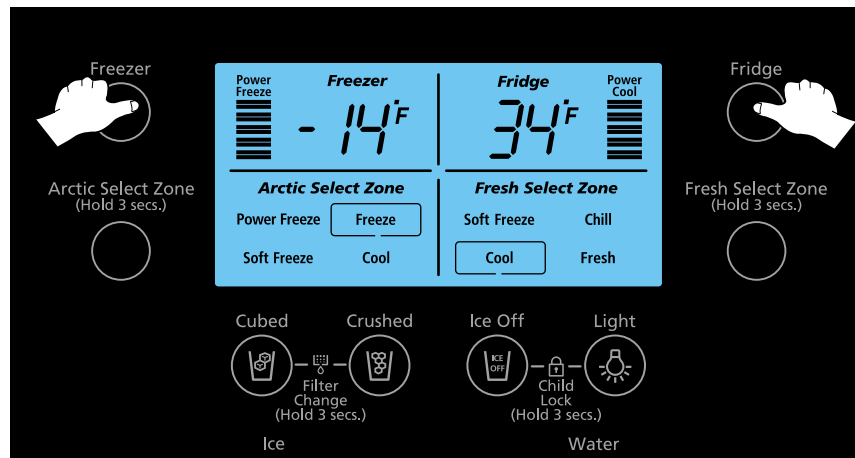 Freezer
Fridge
Power
Freeze
Freezer
-14°F
Fridge
34°F
Power
Cool
Arctic Select Zone
(Hold 3 secs.)
Arctic Select Zone
Power Freeze
Freeze
Soft Freeze
Cool
Fresh Select Zone
Soft Freeze
Chill
Cool
Fresh
Fresh Select Zone
(Hold 3 secs.)
Cubed
Crushed
Ice Off
Light
ICE
OFF
Filter
Change
(Hold 3 secs.)
Child
Lock
(Hold 3 secs.)
Ice
Water